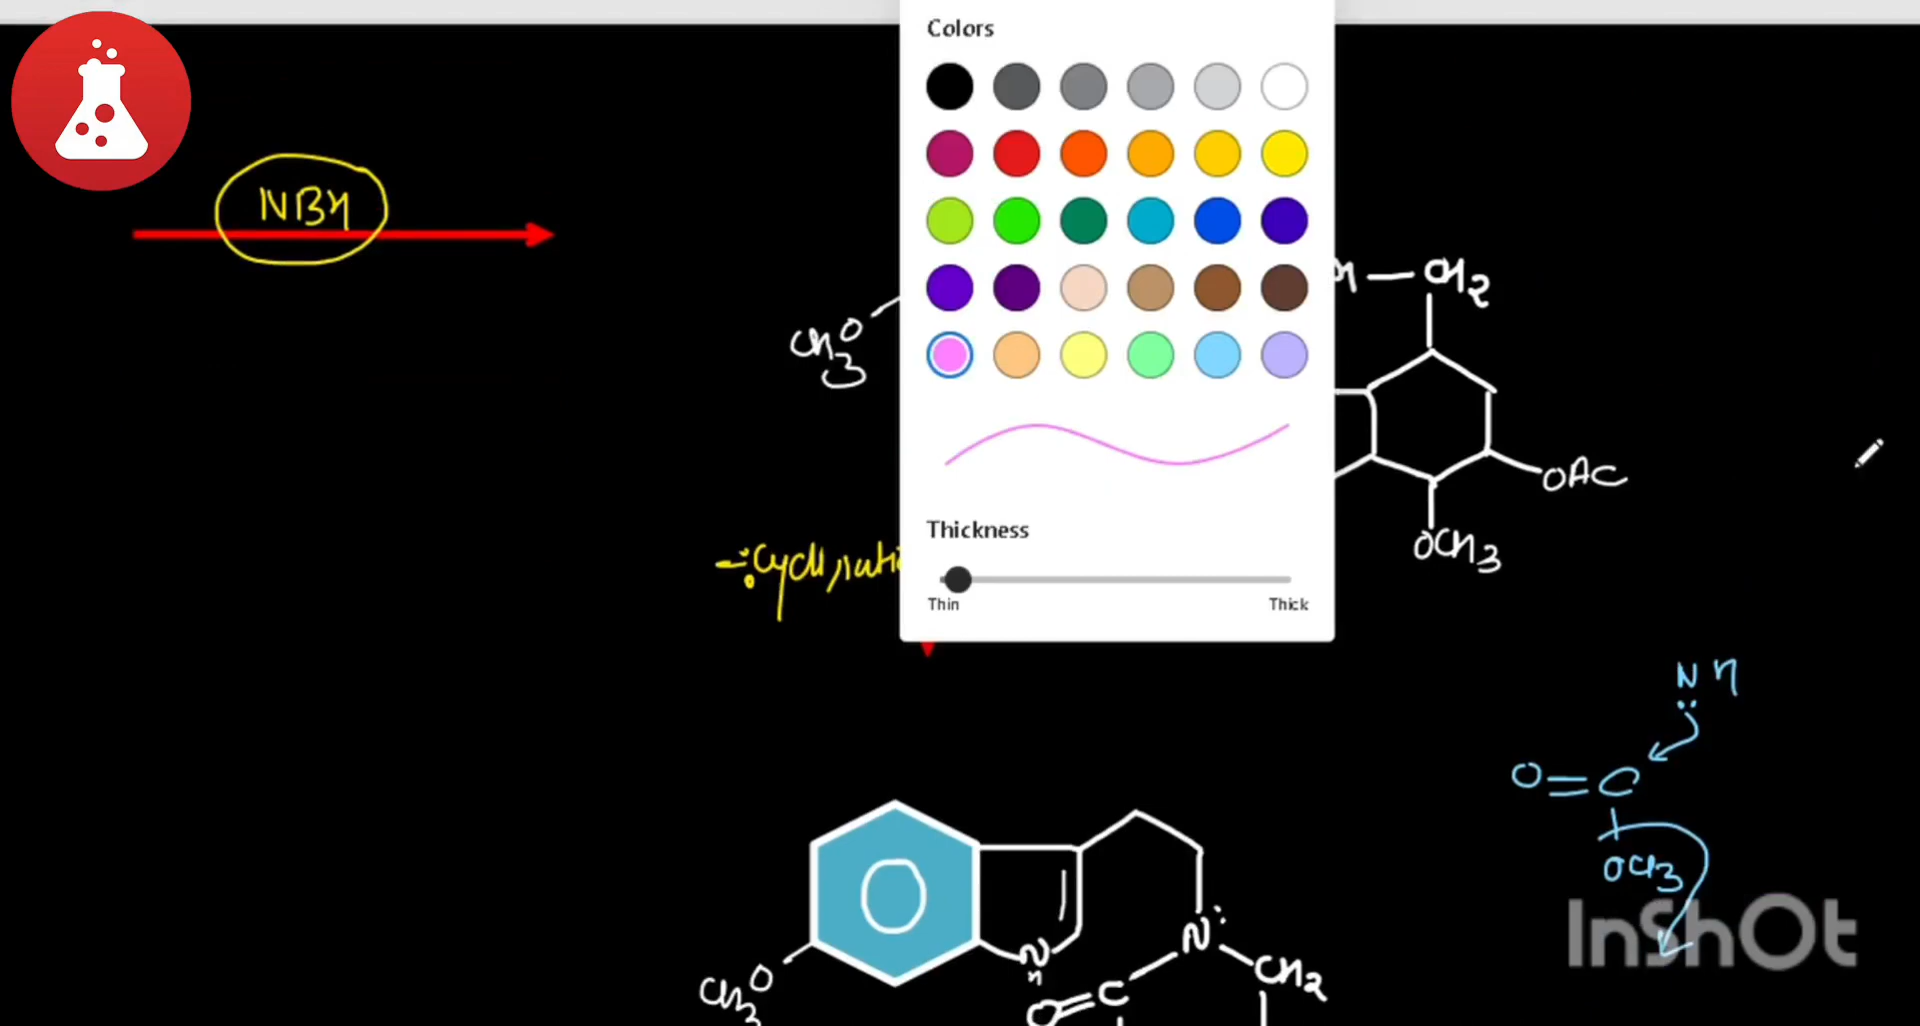 Colors
NBH
H — CH2
CH3O
OAC
OCH3
Thickness
Thin Thick
NH
O=C
OCH3
InShOt
O
N:
N
H
CH2
CH3O
O=C